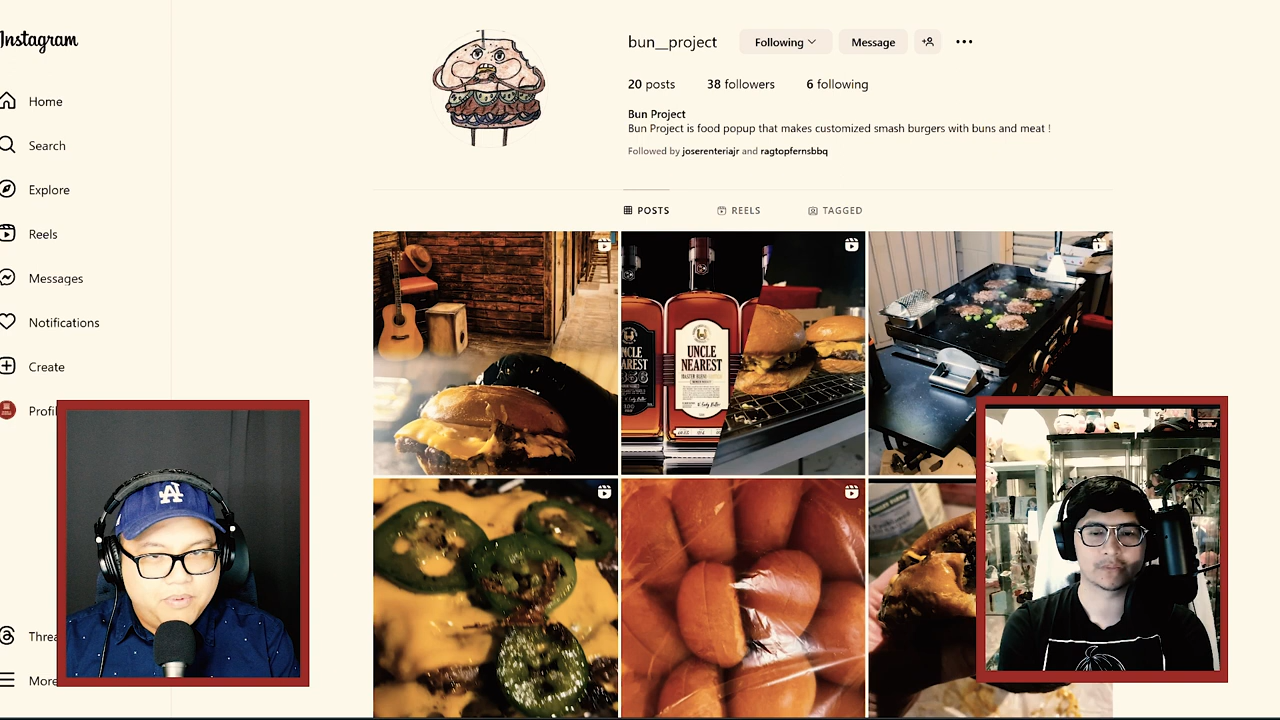 Instagram
Home
Search
Explore
Reels
Messages
Notifications
Create
Profi
Threa
More
bun__project
Following
Message
20 posts
38 followers
6 following
Bun Project
Bun Project is food popup that makes customized smash burgers with buns and meat !
Followed by joserenteriajr and ragtopfernsbbq
POSTS
REELS
TAGGED
UNCLE
NEAREST
LA